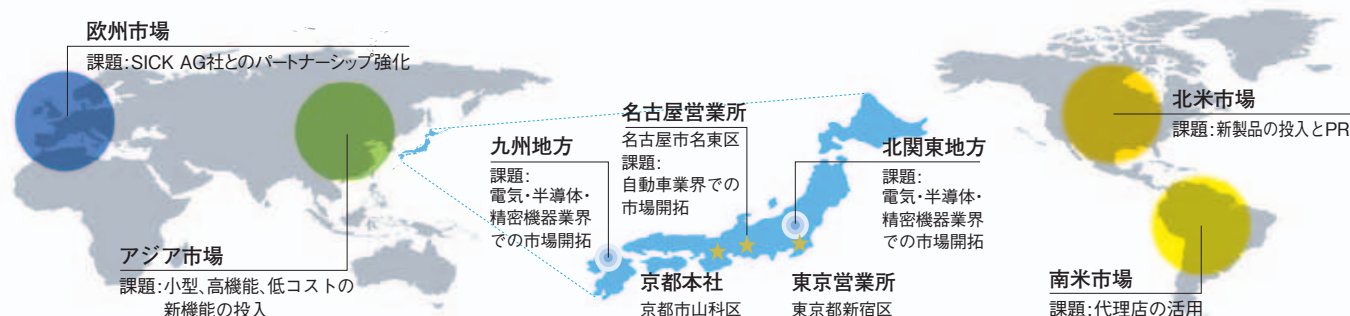 欧州市場
課題:SICK AG社とのパートナーシップ強化
アジア市場
課題:小型、高機能、低コストの
新機能の投入
九州地方
課題:
電気・半導体・
精密機器業界
での市場開拓
名古屋営業所
名古屋市名東区
課題:
自動車業界での
市場開拓
京都本社
京都市山科区
北関東地方
課題:
電気・半導体・
精密機器業界
での市場開拓
東京営業所
東京都新宿区
北米市場
課題:新製品の投入とPR
南米市場
課題:代理店の活用